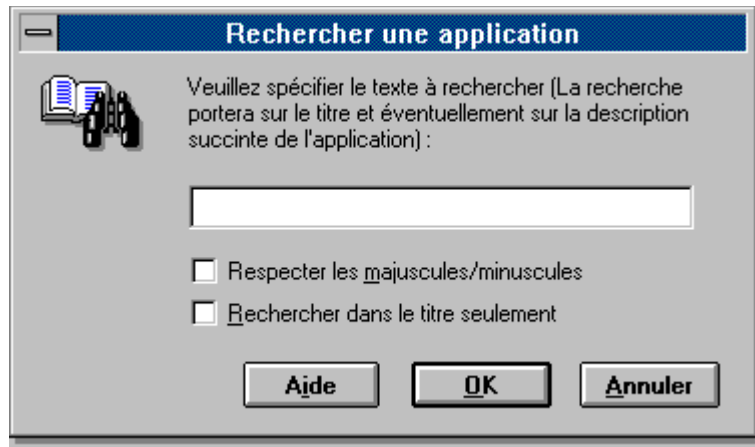 Rechercher une application
Veuillez spécifier le texte à rechercher (La recherche
portera sur le titre et éventuellement sur la description
succinte de l'application) :
Respecter les majuscules/minuscules
Rechercher dans le titre seulement
Aide OK Annuler